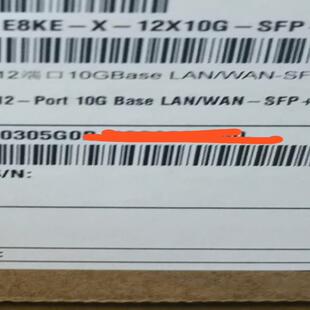 E8KE-X-12X10G-SFP+
12端口10GBase LAN/WAN-SF
12-Port 10G Base LAN/WAN-SFP+
0305G0
S/N: